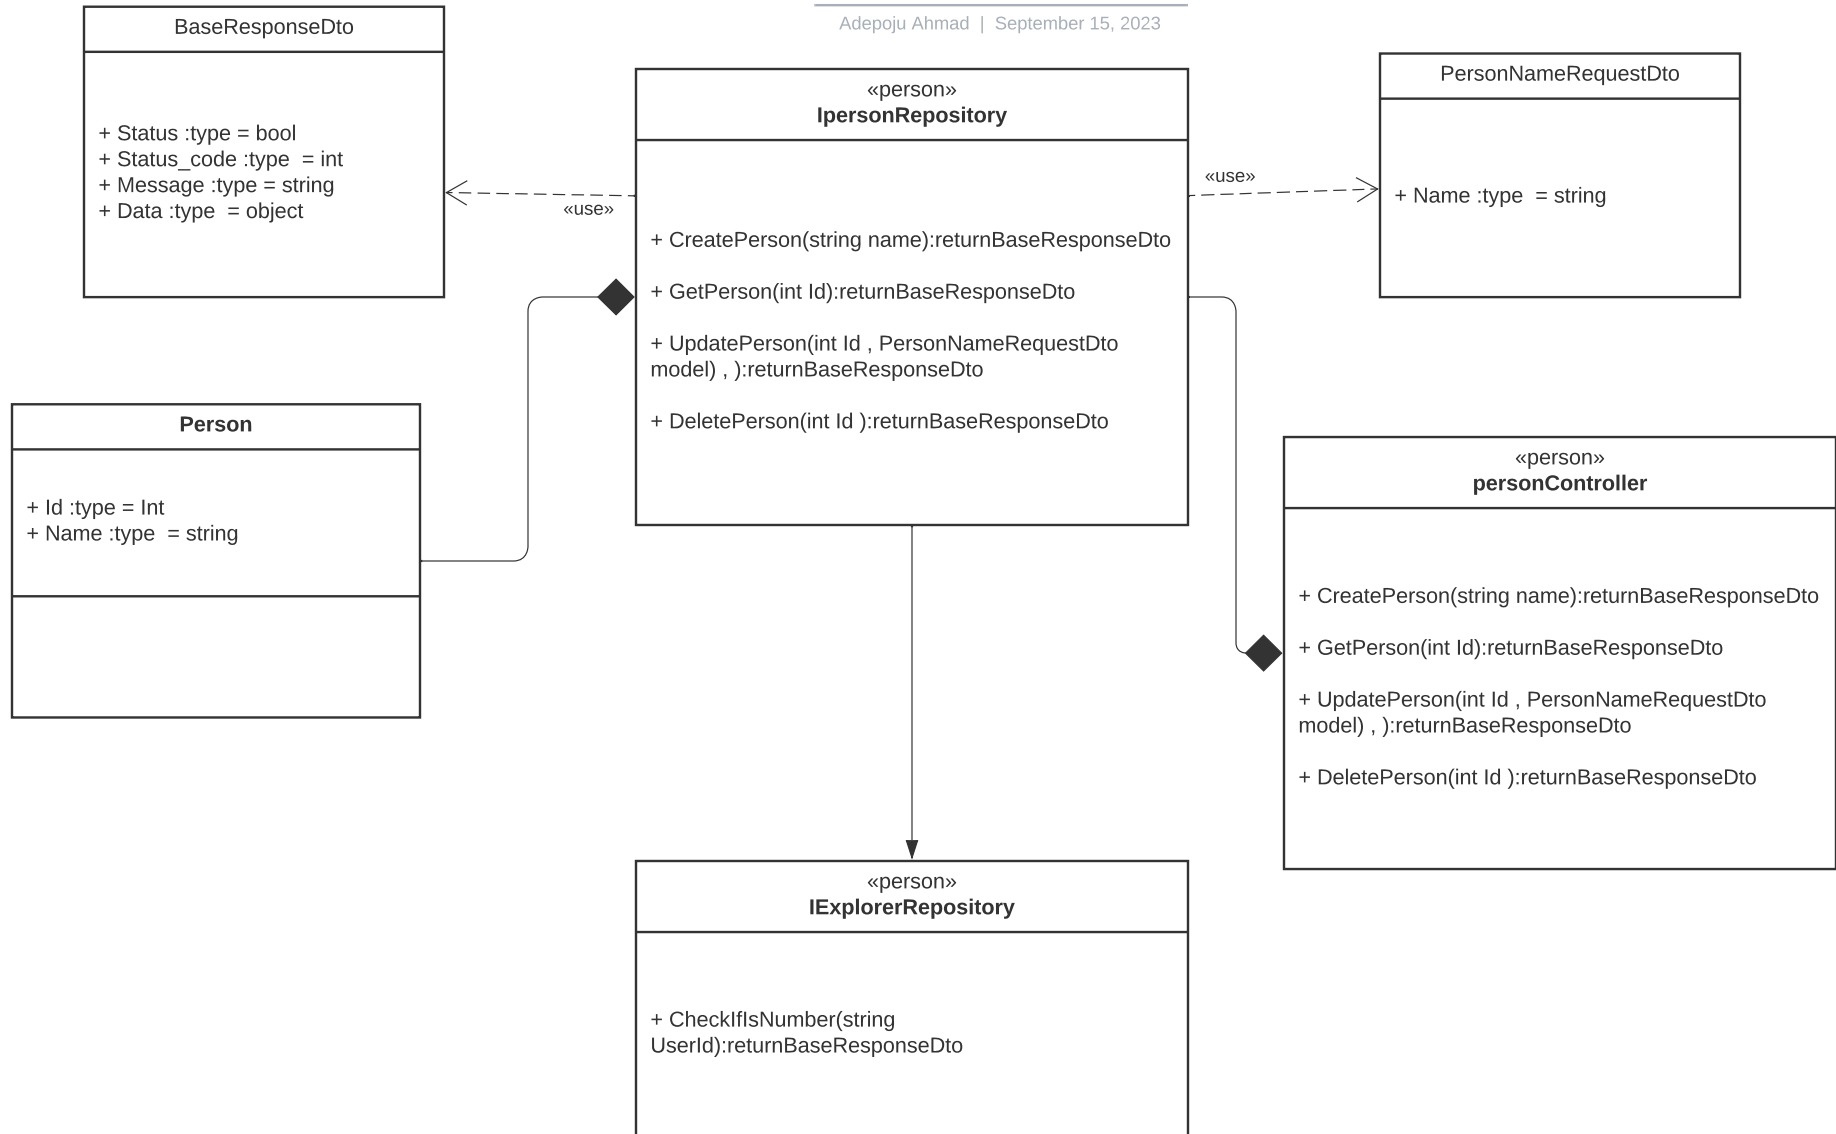 Adepoju Ahmad | September 15, 2023
BaseResponseDto
+ Status :type = bool
+ Status_code :type  = int
+ Message :type = string
+ Data :type  = object
«person»
IpersonRepository
+ CreatePerson(string name):returnBaseResponseDto
+ GetPerson(int Id):returnBaseResponseDto
+ UpdatePerson(int Id , PersonNameRequestDto
model) , ):returnBaseResponseDto
+ DeletePerson(int Id ):returnBaseResponseDto
«use»
«use»
PersonNameRequestDto
+ Name :type  = string
Person
+ Id :type = Int
+ Name :type  = string
«person»
personController
+ CreatePerson(string name):returnBaseResponseDto
+ GetPerson(int Id):returnBaseResponseDto
+ UpdatePerson(int Id , PersonNameRequestDto
model) , ):returnBaseResponseDto
+ DeletePerson(int Id ):returnBaseResponseDto
«person»
IExplorerRepository
+ CheckIfIsNumber(string
UserId):returnBaseResponseDto